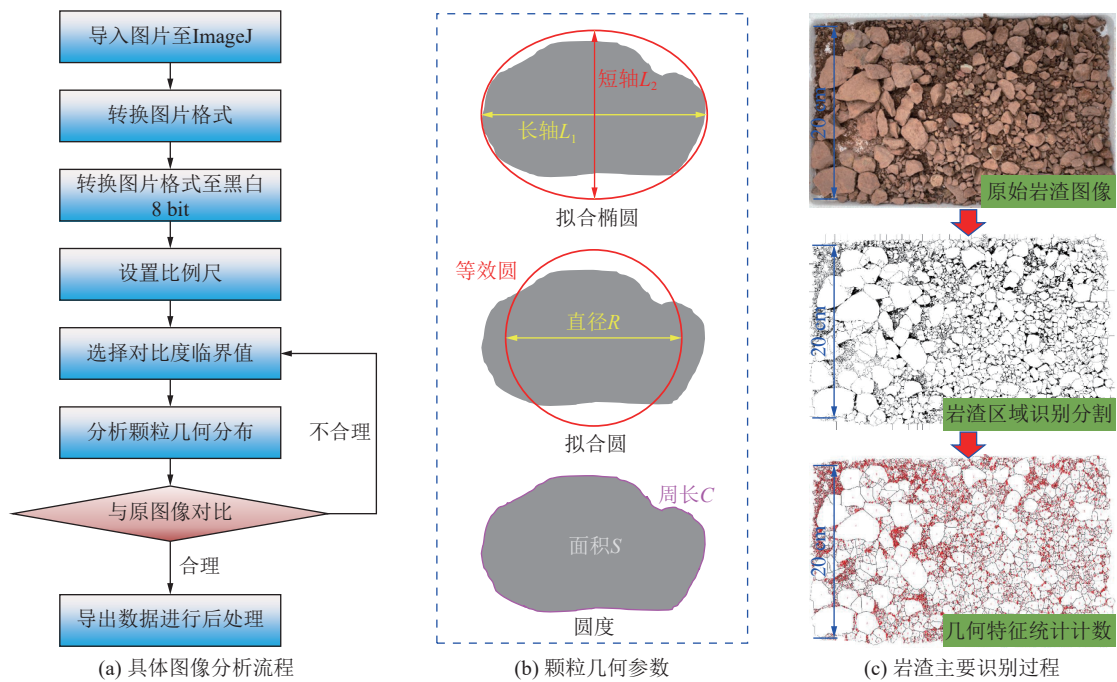 导入图片至ImageJ
转换图片格式
转换图片格式至黑白
8 bit
设置比例尺
选择对比度临界值
分析颗粒几何分布
不合理
与原图像对比
合理
导出数据进行后处理
(a) 具体图像分析流程
短轴L₂
长轴L₁
拟合椭圆
等效圆
直径R
拟合圆
周长C
面积S
圆度
(b) 颗粒几何参数
20 cm
原始岩渣图像
20 cm
岩渣区域识别分割
20 cm
几何特征统计计数
(c) 岩渣主要识别过程